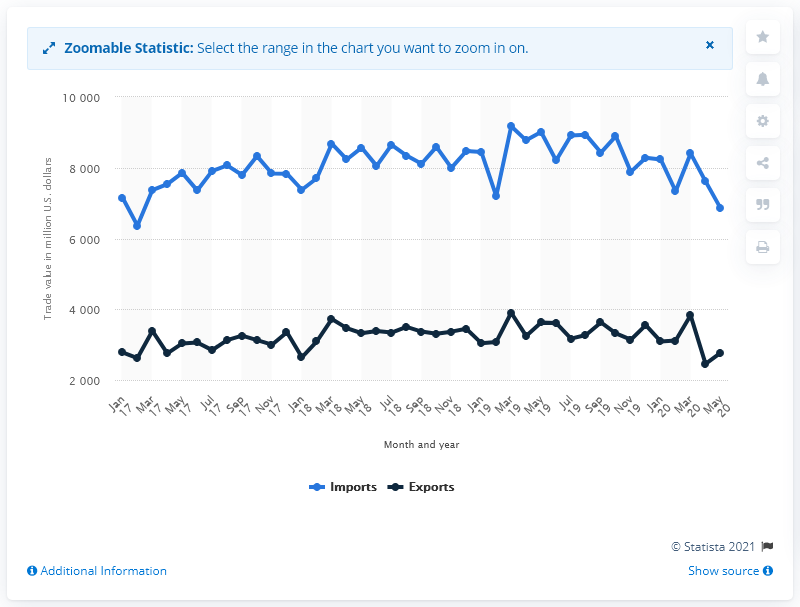 Zoomable Statistic: Select the range in the chart you want to zoom in on.
×
10 000
8 000
6 000
4 000
2 000
Trade value in million U.S. dollars
Jan 17
Mar 17
May 17
Jul 17
Sep 17
Nov 17
Jan 18
Mar 18
May 18
Jul 18
Sep 18
Nov 18
Jan 19
Mar 19
May 19
Jul 19
Sep 19
Nov 19
Jan 20
Mar 20
May 20
Month and year
Imports
Exports
© Statista 2021
Additional Information
Show source